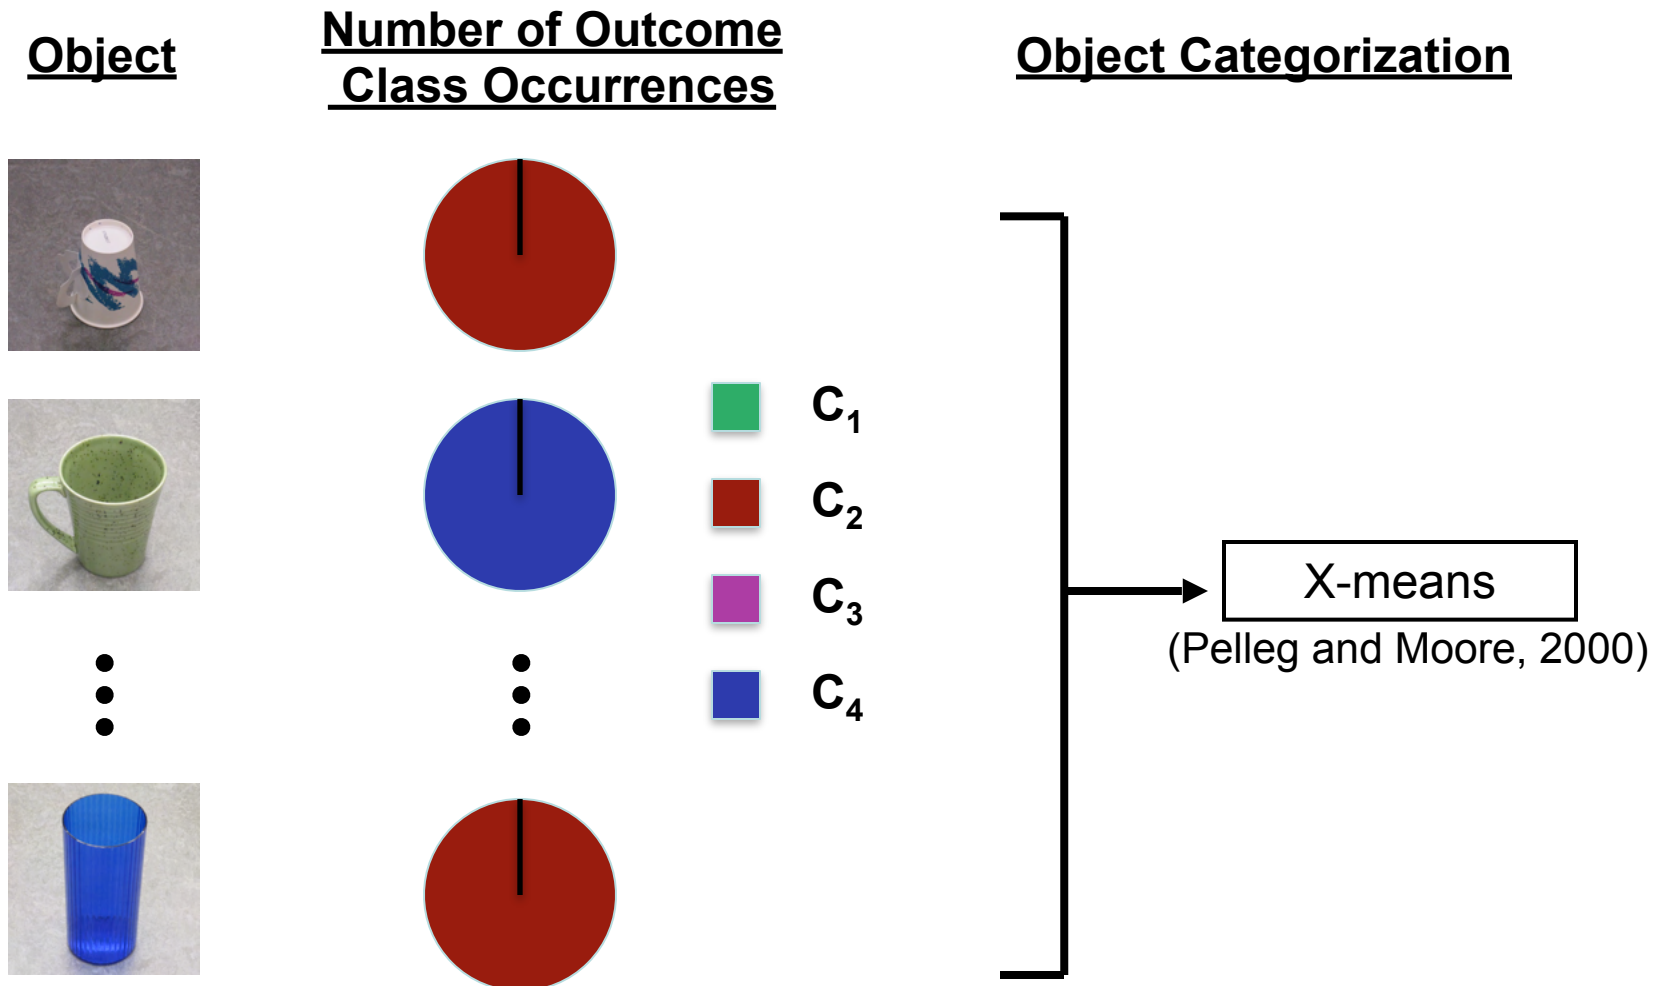 Object
Number of Outcome
Class Occurrences
Object Categorization
C₁
C₂
C₃
C₄
X-means
(Pelleg and Moore, 2000)